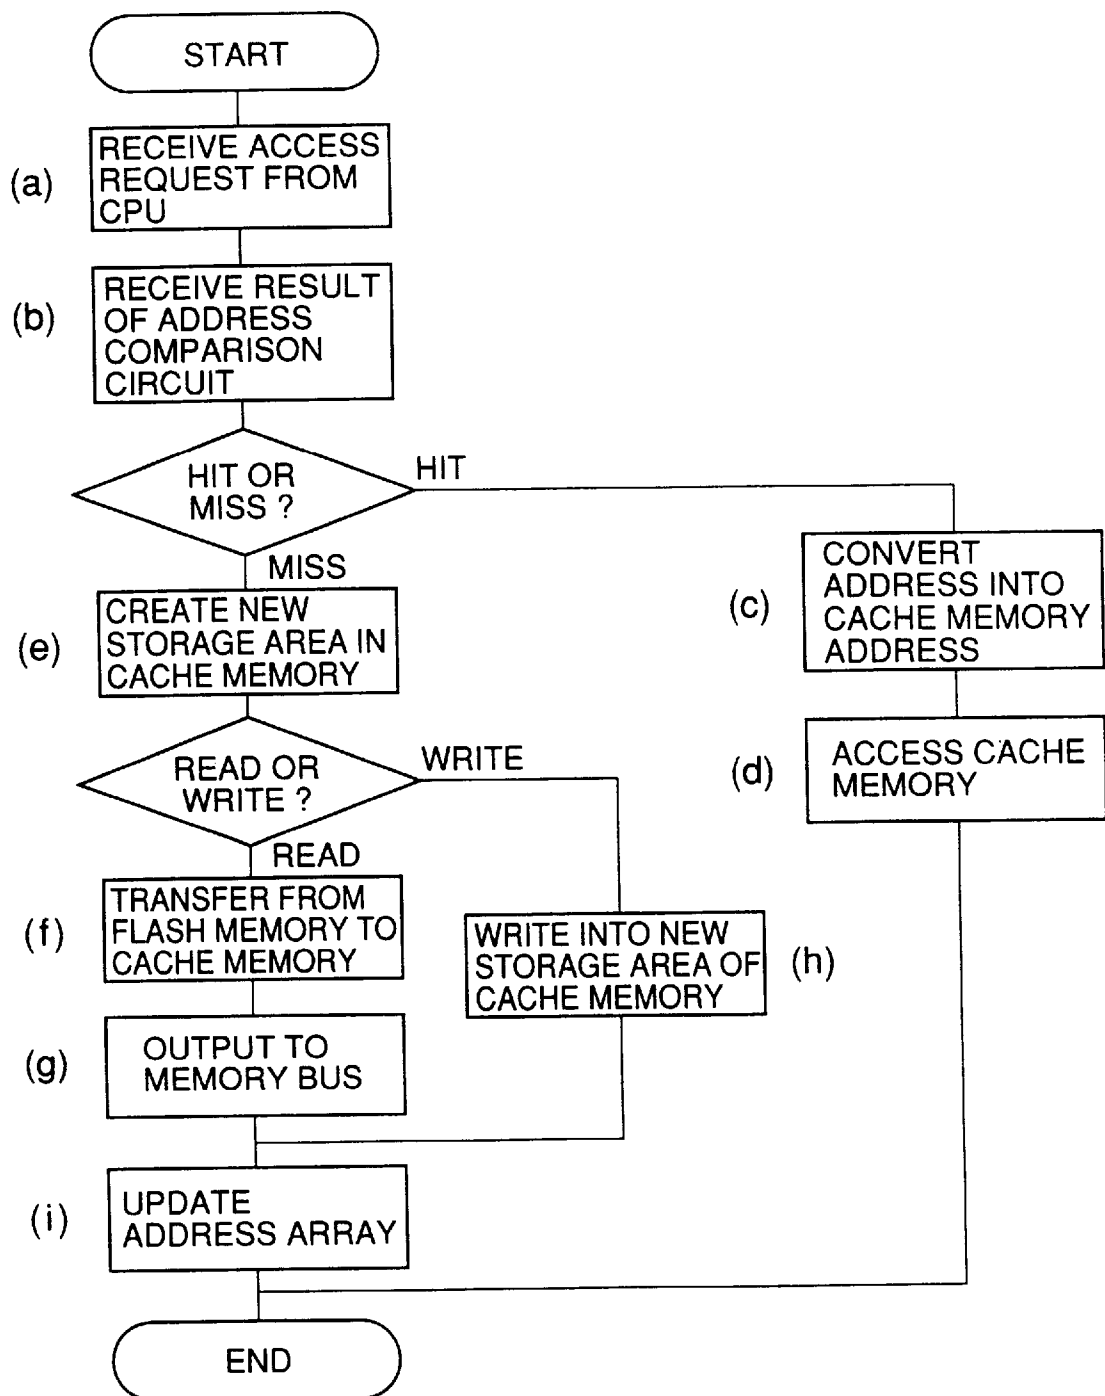 START
(a)
RECEIVE ACCESS
REQUEST FROM
CPU
(b)
RECEIVE RESULT
OF ADDRESS
COMPARISON
CIRCUIT
HIT OR
MISS ?
HIT
MISS
(c)
CONVERT
ADDRESS INTO
CACHE MEMORY
ADDRESS
(e)
CREATE NEW
STORAGE AREA IN
CACHE MEMORY
(d)
ACCESS CACHE
MEMORY
READ OR
WRITE ?
WRITE
READ
(f)
TRANSFER FROM
FLASH MEMORY TO
CACHE MEMORY
WRITE INTO NEW
STORAGE AREA OF
CACHE MEMORY
(h)
(g)
OUTPUT TO
MEMORY BUS
(i)
UPDATE
ADDRESS ARRAY
END